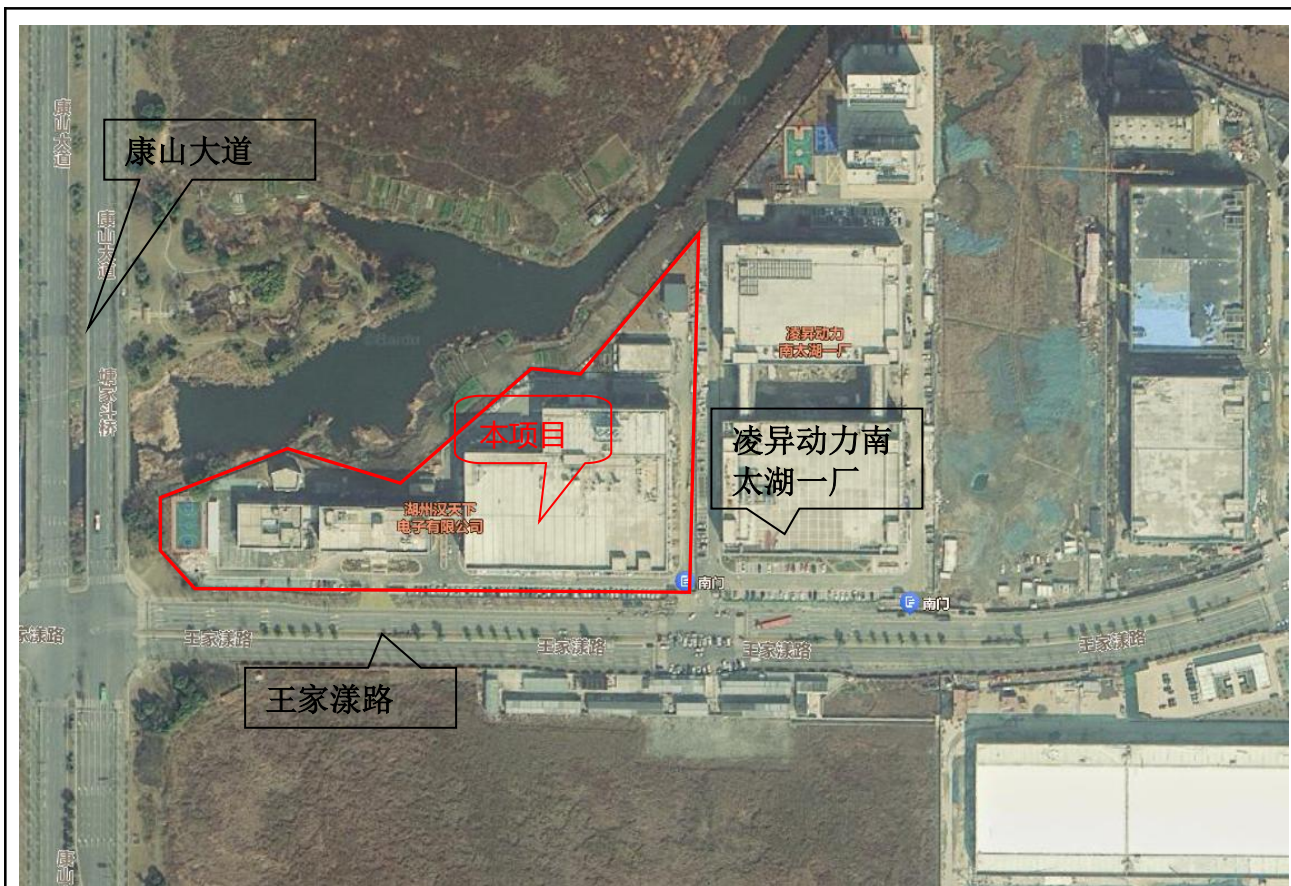 康山大道
康山大道
康山大道
塘家斗桥
©Baidu
凌昇动力
南太湖一厂
本项目
凌异动力南
太湖一厂
湖州汉天下
电子有限公司
南门
南门
家漾路
王家漾路
王家漾路
王家漾路
王家漾路
王家漾路
康山